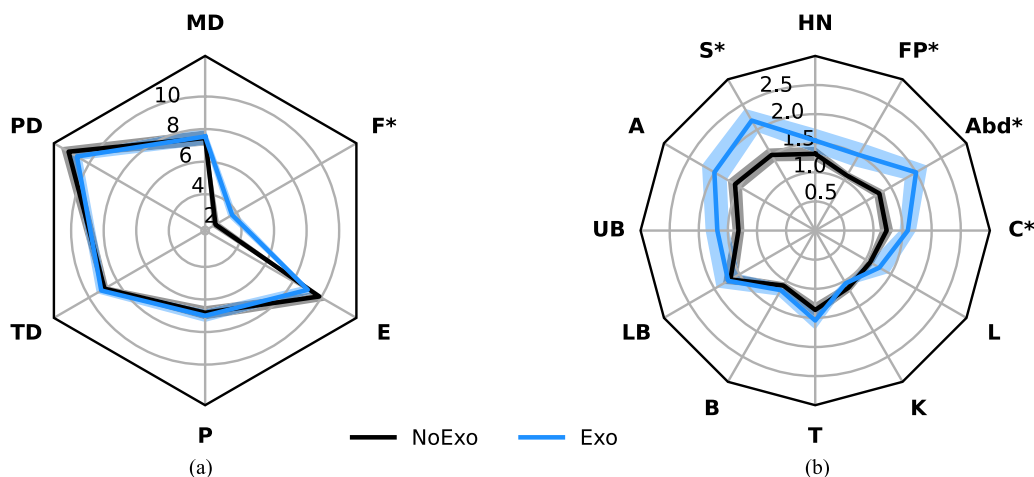 MD
F*
E
P
TD
PD
10
8
6
4
2
HN
FP*
Abd*
C*
L
K
T
B
LB
UB
A
S*
2.5
2.0
1.5
1.0
0.5
NoExo
Exo
(a)
(b)